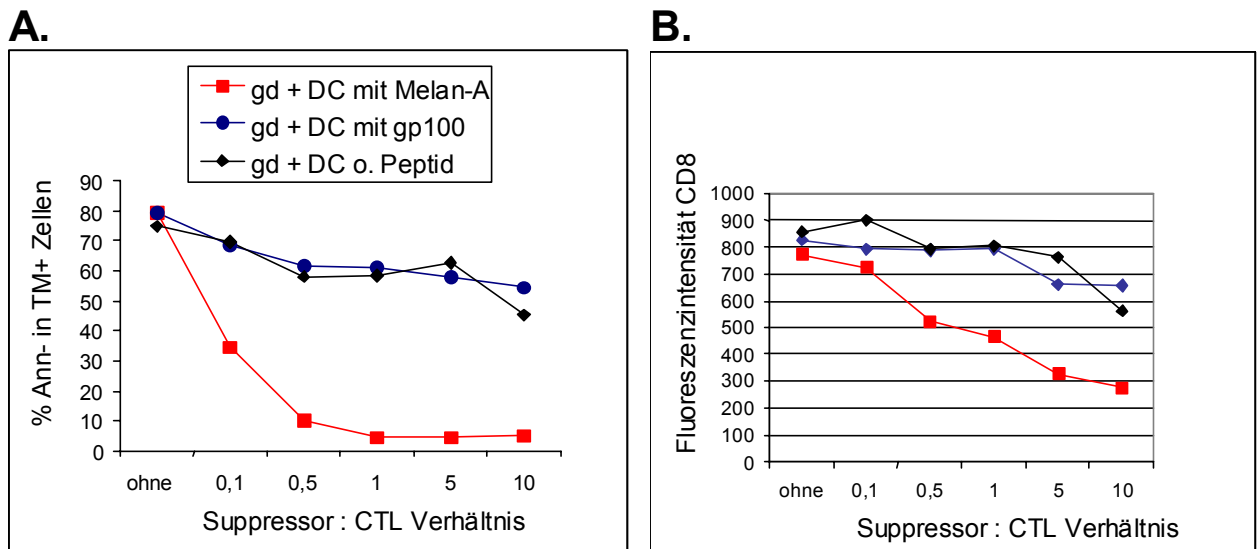 A.
gd + DC mit Melan-A
gd + DC mit gp100
gd + DC o. Peptid
% Ann- in TM+ Zellen
90
80
70
60
50
40
30
20
10
0
ohne 0,1 0,5 1 5 10
Suppressor : CTL Verhältnis
B.
Fluoreszenzintensität CD8
1000
900
800
700
600
500
400
300
200
100
0
ohne 0,1 0,5 1 5 10
Suppressor : CTL Verhältnis